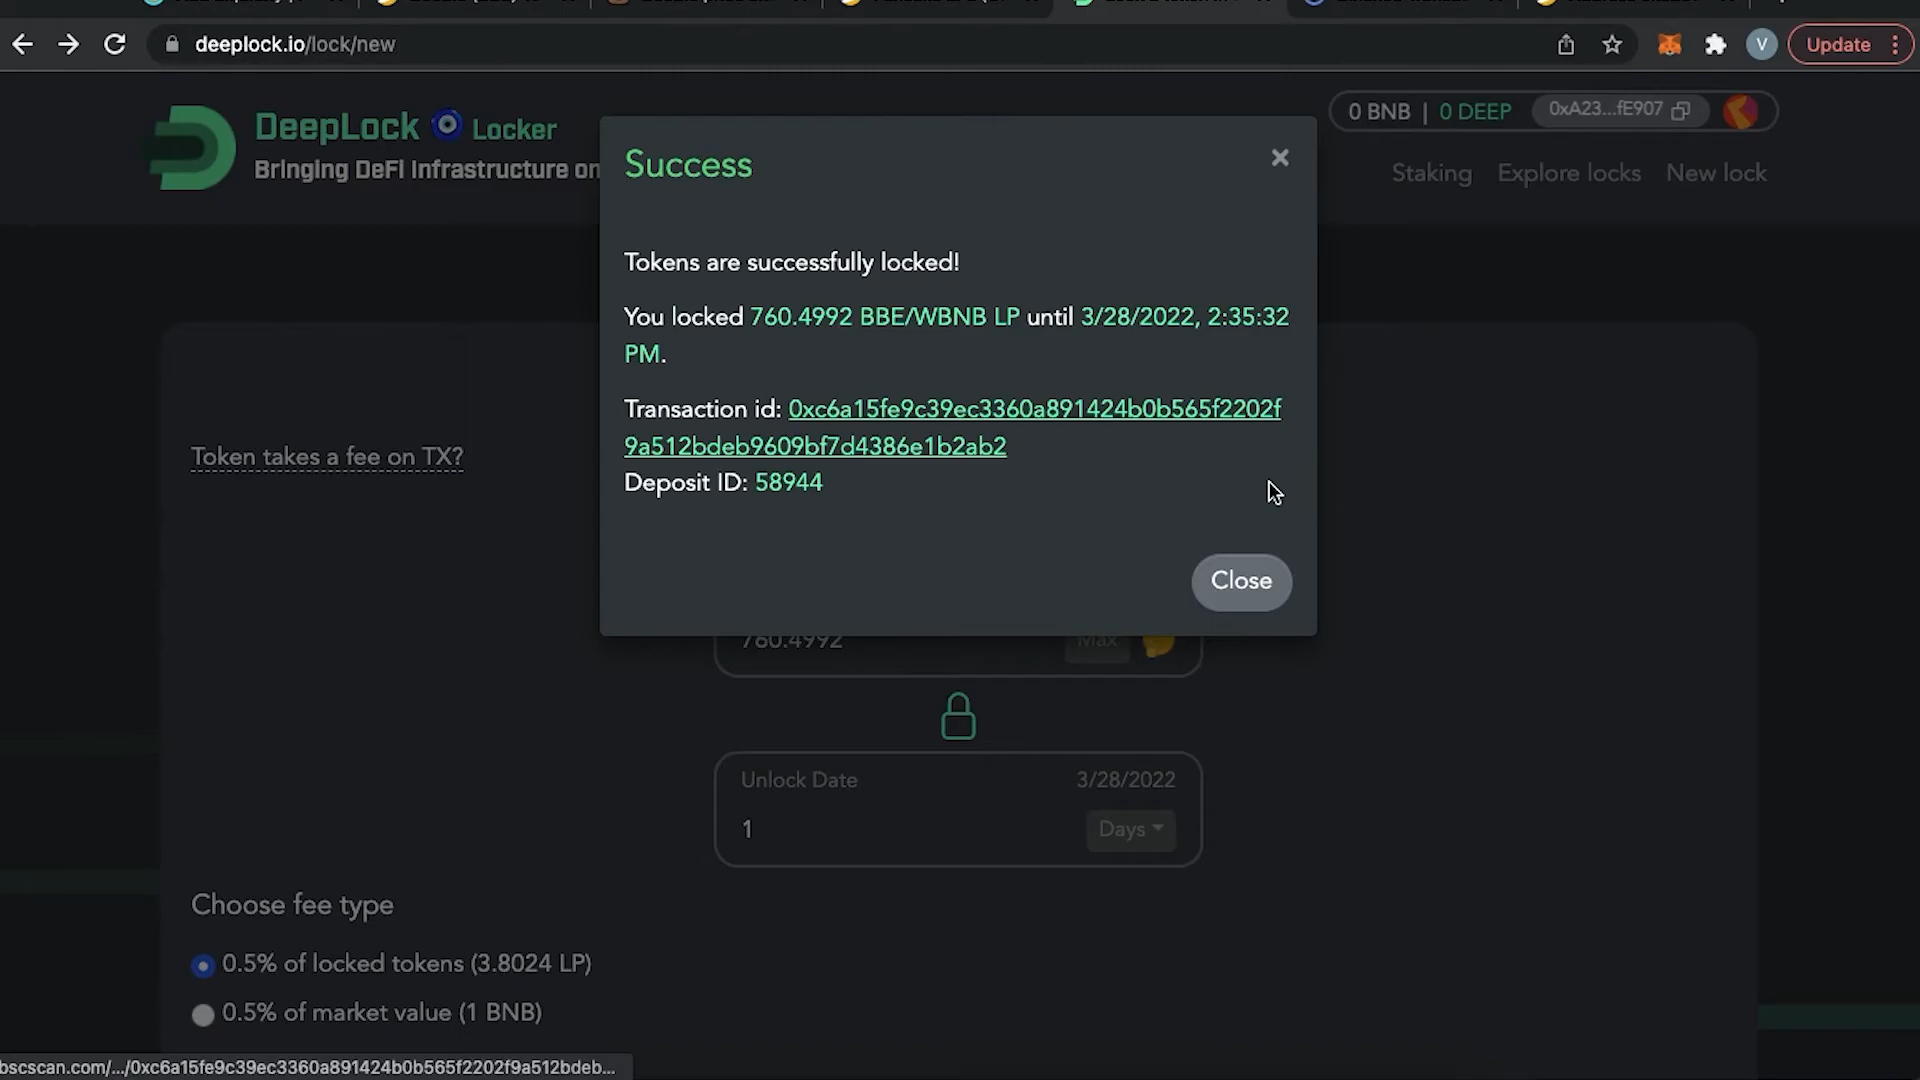 deeplock.io/lock/new
V
Update
DeepLock Locker
Bringing DeFi Infrastructure on
0 BNB | 0 DEEP 0xA23...fE907
Staking Explore locks New lock
Success
Tokens are successfully locked!
You locked 760.4992 BBE/WBNB LP until 3/28/2022, 2:35:32
PM.
Transaction id: 0xc6a15fe9c39ec3360a891424b0b565f2202f
9a512bdeb9609bf7d4386e1b2ab2
Deposit ID: 58944
Close
Token takes a fee on TX?
760.4992 Max
Unlock Date 3/28/2022
1 Days
Choose fee type
0.5% of locked tokens (3.8024 LP)
0.5% of market value (1 BNB)
bscscan.com/.../0xc6a15fe9c39ec3360a891424b0b565f2202f9a512bdeb...